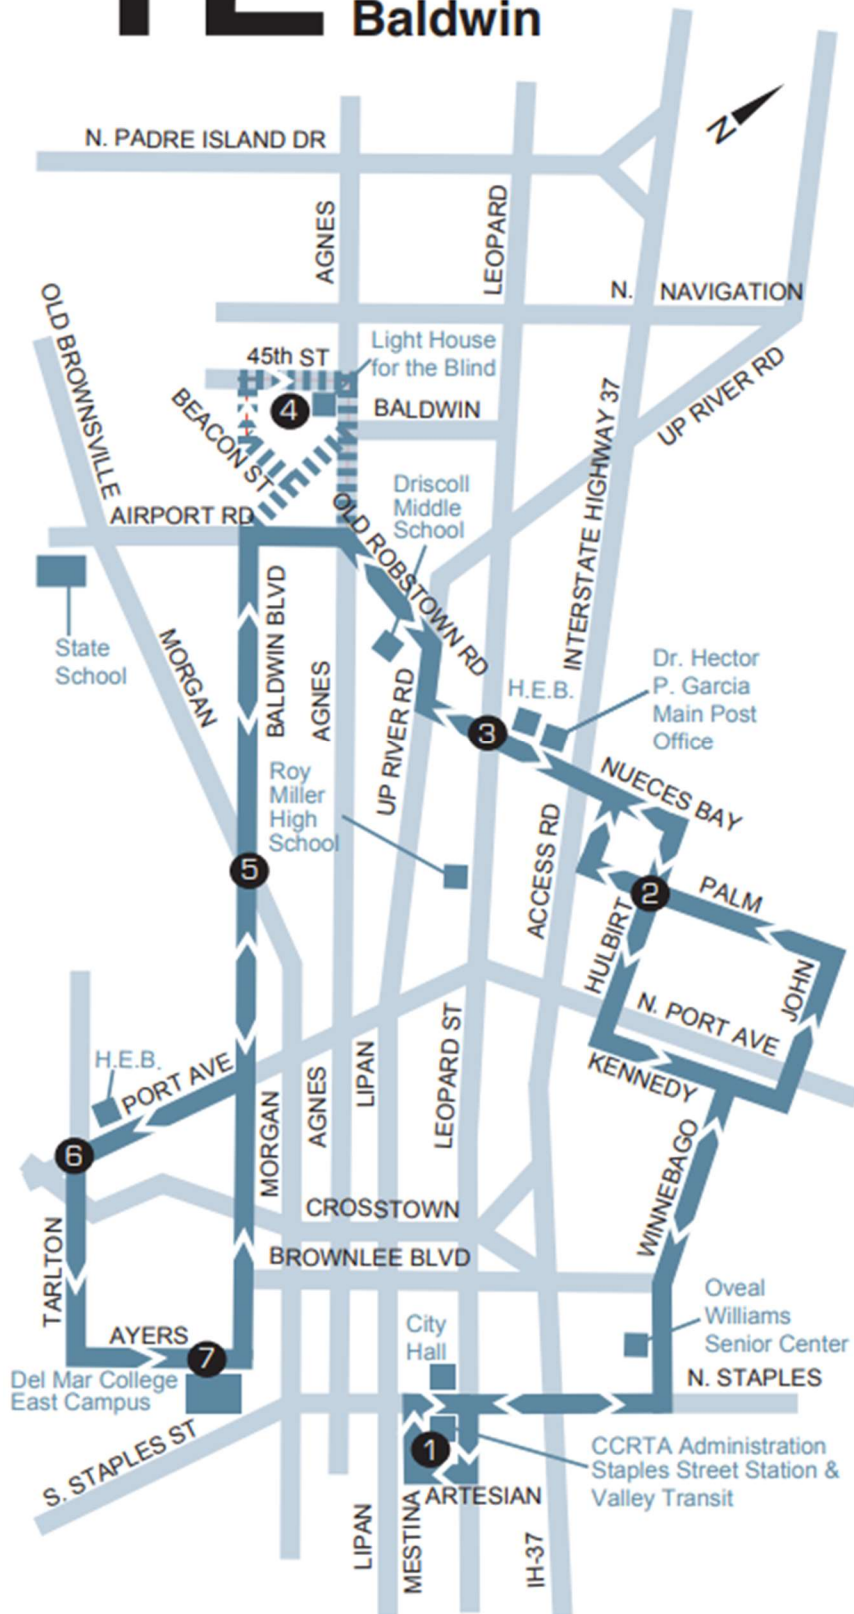 Baldwin
N
N. PADRE ISLAND DR
AGNES
LEOPARD
N. NAVIGATION
OLD BROWNSVILLE
45th ST
Light House
for the Blind
UP RIVER RD
BEACON ST
4
BALDWIN
INTERSTATE HIGHWAY 37
AIRPORT RD
OLD ROBSTOWN RD
Driscoll
Middle
School
State
School
MORGAN
BALDWIN BLVD
AGNES
UP RIVER RD
H.E.B.
3
Dr. Hector
P. Garcia
Main Post
Office
NUECES BAY
Roy
Miller
High
School
ACCESS RD
5
2
PALM
HULBIRT
JOHN
N. PORT AVE
KENNEDY
H.E.B.
PORT AVE
MORGAN
AGNES
LIPAN
LEOPARD ST
WINNEBAGO
6
CROSSTOWN
BROWNLEE BLVD
TARLTON
AYERS
7
Del Mar College
East Campus
City
Hall
Oveal
Williams
Senior Center
N. STAPLES
S. STAPLES ST
1
CCRTA Administration
Staples Street Station &
Valley Transit
ARTESIAN
LIPAN
MESTINA
IH-37